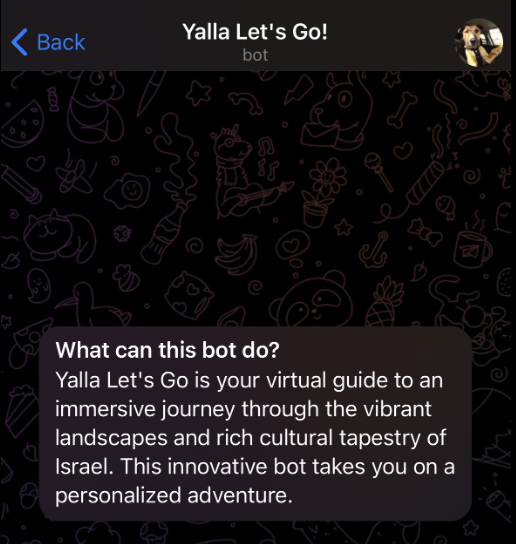 Back
Yalla Let's Go!
bot
What can this bot do?
Yalla Let's Go is your virtual guide to an
immersive journey through the vibrant
landscapes and rich cultural tapestry of
Israel. This innovative bot takes you on a
personalized adventure.